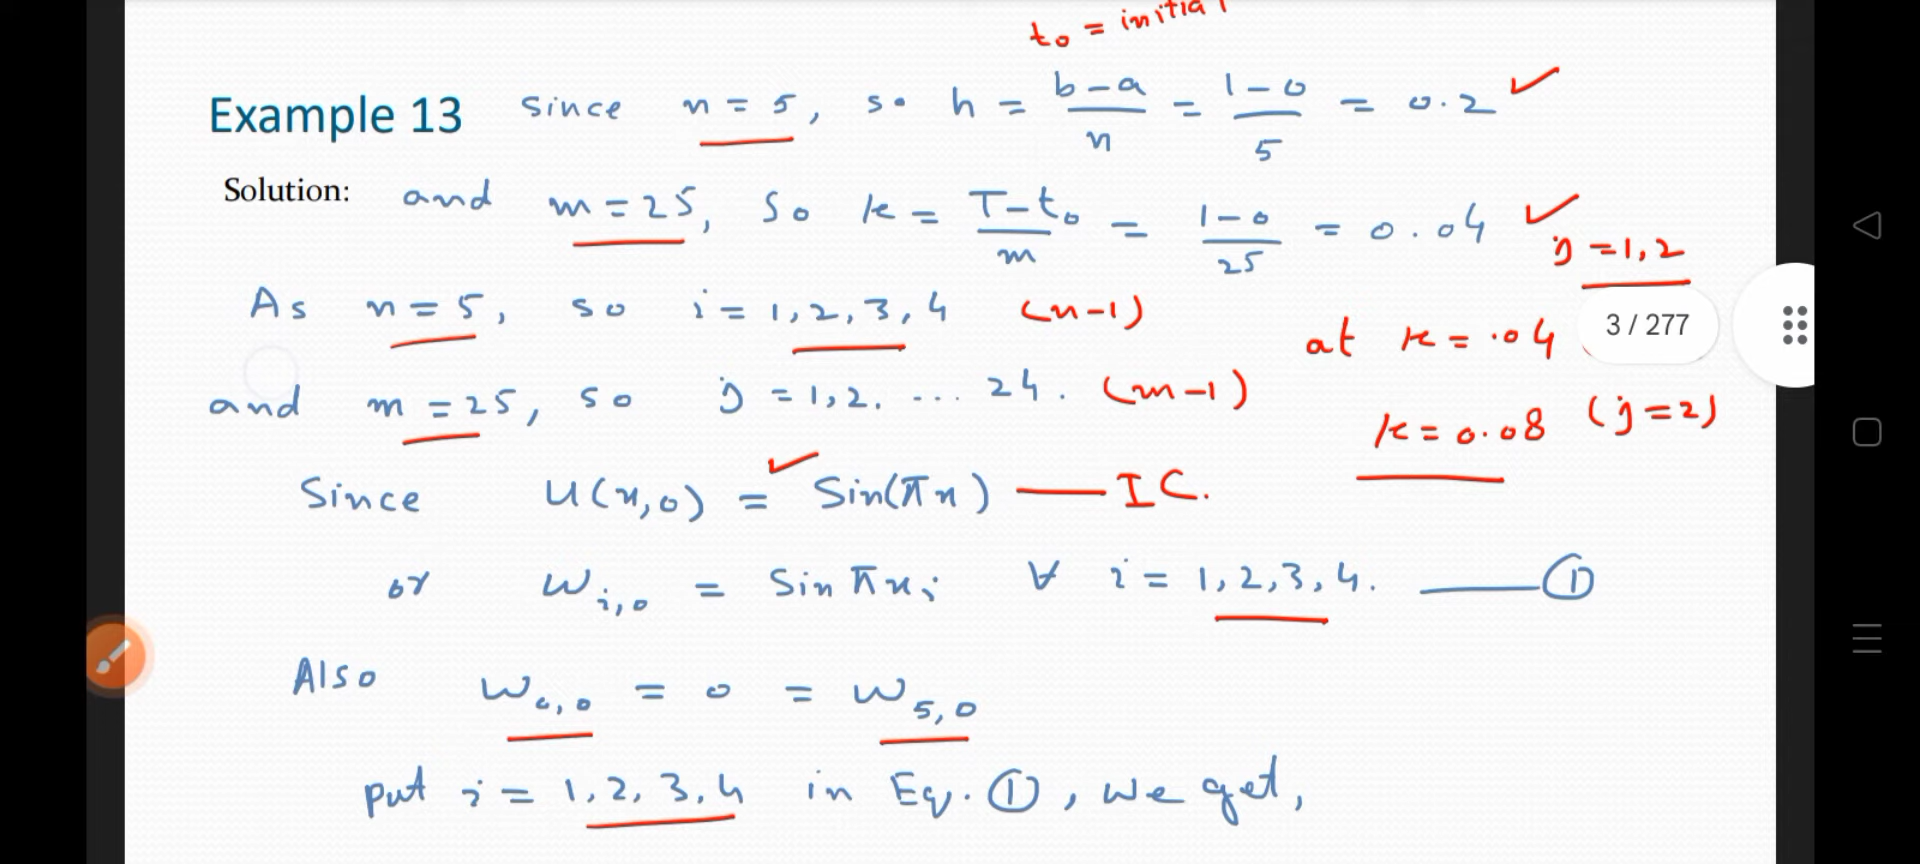 t₀ = initial
Example 13 since n = 5, so h = (b-a)/n = (1-0)/5 = 0.2 ✓
Solution: and m = 25, so k = (T-t₀)/m = (1-0)/25 = 0.04 ✓
j = 1, 2
As n = 5, so i = 1, 2, 3, 4 (n-1)
at k = .04
3 / 277
and m = 25, so j = 1, 2, ... 24. (m-1)
k = 0.08 (j = 2)
Since u(x,0) = Sin(πx) — IC.
or w_{i,0} = Sin πx_i ∀ i = 1, 2, 3, 4. — ①
Also w_{0,0} = 0 = w_{5,0}
put i = 1, 2, 3, 4 in Eq. ①, we get,